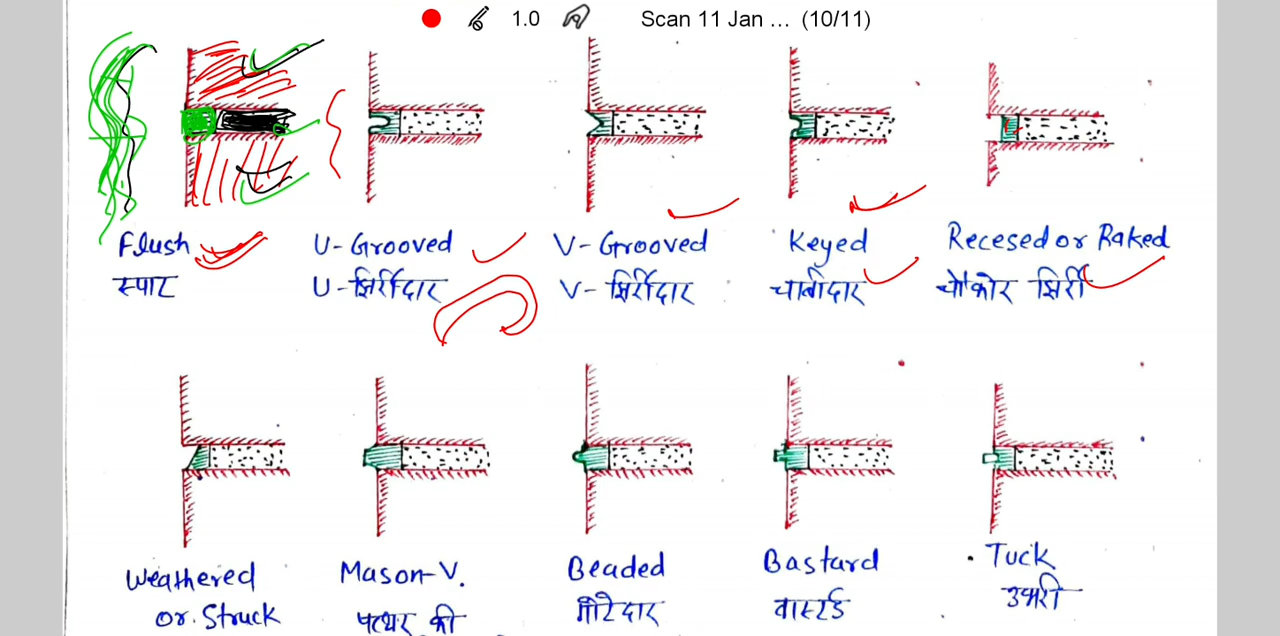 1.0 Scan 11 Jan ... (10/11)
Flush
स्पाट
U-Grooved
U-झिर्रीदार
V-Grooved
V-झिर्रीदार
Keyed
चाबीदार
Recesed or Raked
चौकोर झिर्री
Weathered
or. Struck
Mason-V.
पत्थर की
Beaded
गोटेदार
Bastard
बास्टर्ड
Tuck
उभरी